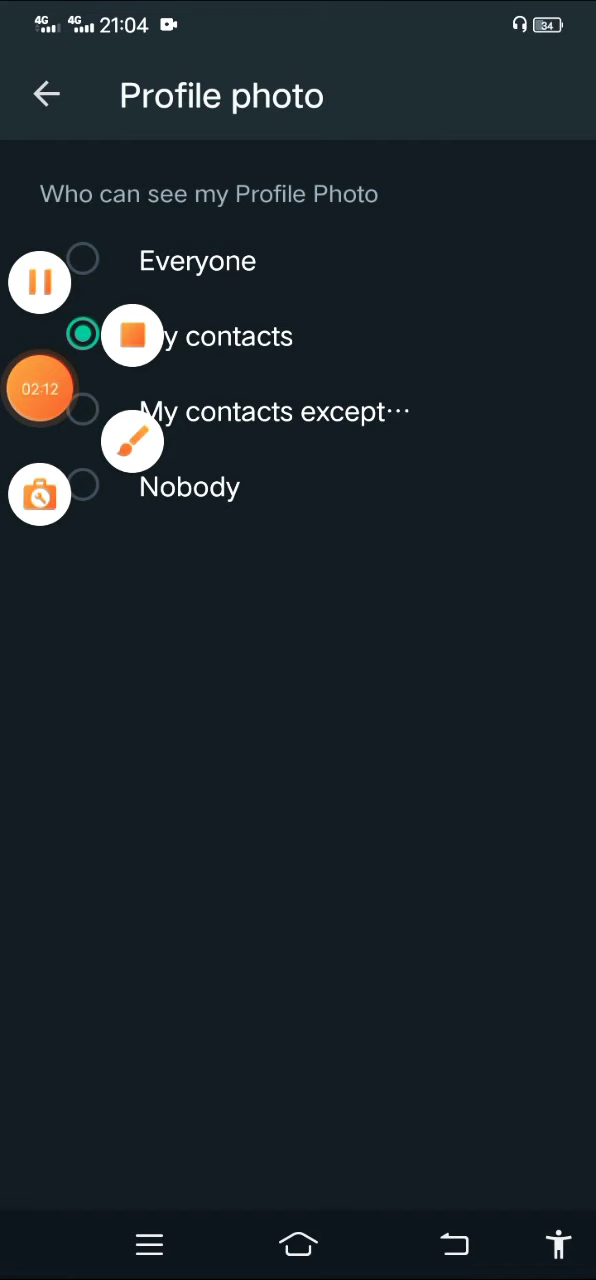 4G 4G 21:04 34
Profile photo
Who can see my Profile Photo
Everyone
y contacts
02:12
My contacts except···
Nobody